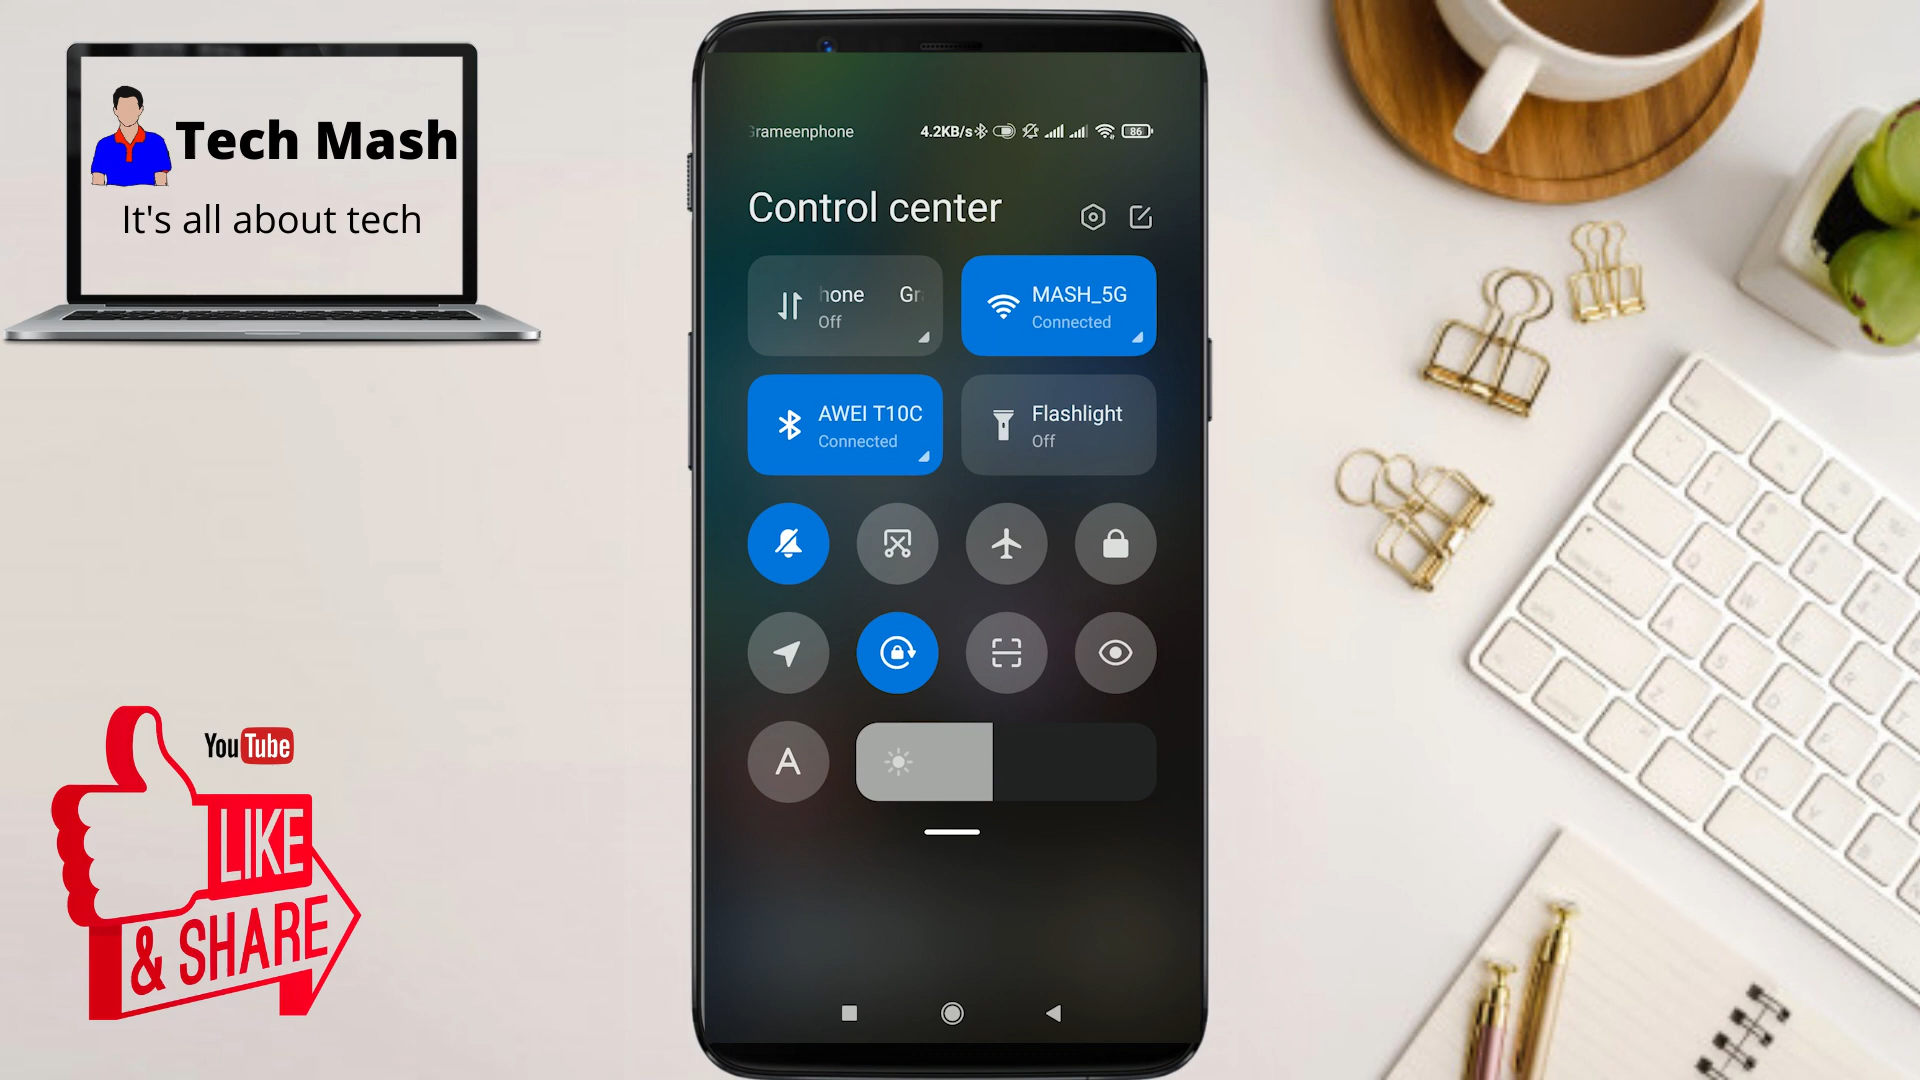 Tech Mash
It's all about tech
YouTube
LIKE
& SHARE
Grameenphone
4.2KB/s
86
Control center
hone Gr
Off
MASH_5G
Connected
AWEI T10C
Connected
Flashlight
Off
A